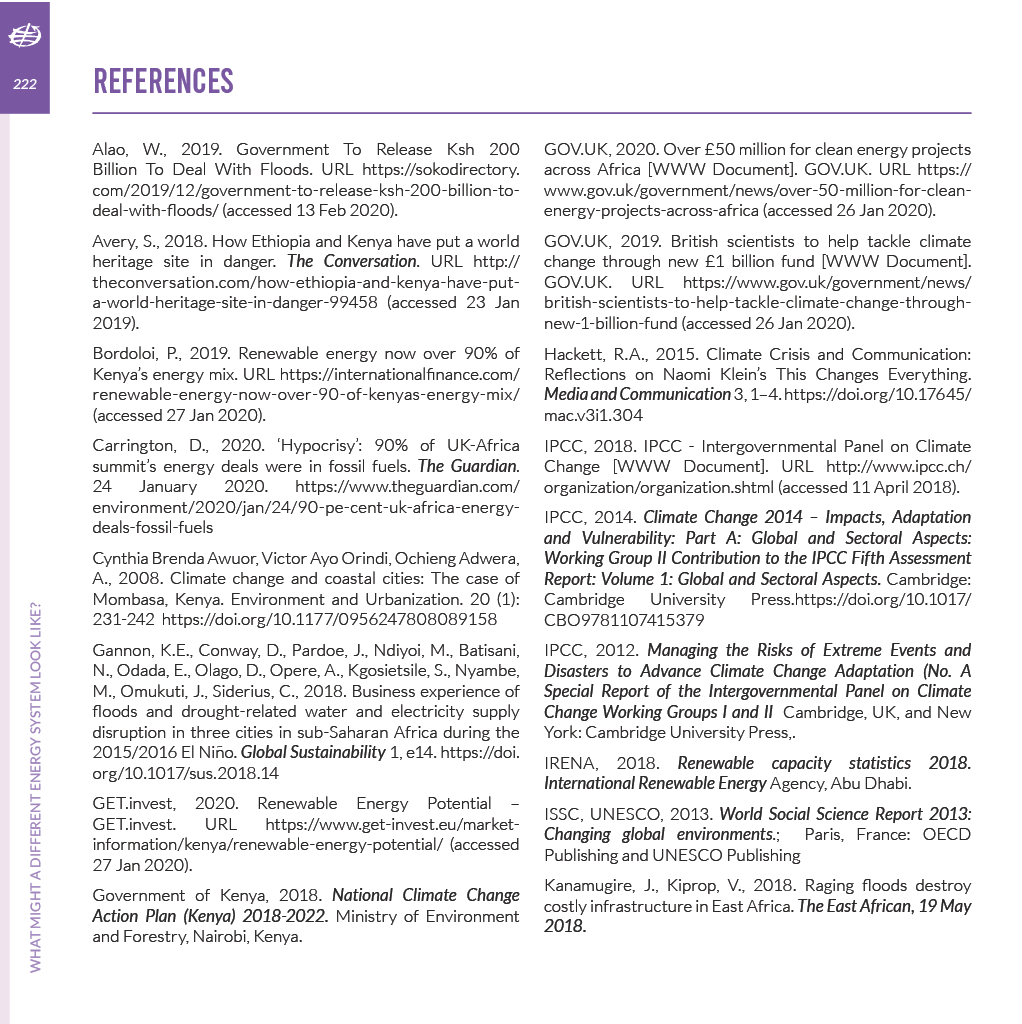 222
REFERENCES
Alao, W., 2019. Government To Release Ksh 200
Billion To Deal With Floods. URL https://sokodirectory.
com/2019/12/government-to-release-ksh-200-billion-to-
deal-with-floods/ (accessed 13 Feb 2020).
Avery, S., 2018. How Ethiopia and Kenya have put a world
heritage site in danger. The Conversation. URL http://
theconversation.com/how-ethiopia-and-kenya-have-put-
a-world-heritage-site-in-danger-99458 (accessed 23 Jan
2019).
Bordoloi, P., 2019. Renewable energy now over 90% of
Kenya's energy mix. URL https://internationalfinance.com/
renewable-energy-now-over-90-of-kenyas-energy-mix/
(accessed 27 Jan 2020).
Carrington, D., 2020. ‘Hypocrisy’: 90% of UK-Africa
summit's energy deals were in fossil fuels. The Guardian.
24 January 2020. https://www.theguardian.com/
environment/2020/jan/24/90-pe-cent-uk-africa-energy-
deals-fossil-fuels
Cynthia Brenda Awuor, Victor Ayo Orindi, Ochieng Adwera,
A., 2008. Climate change and coastal cities: The case of
Mombasa, Kenya. Environment and Urbanization. 20 (1):
231-242 https://doi.org/10.1177/0956247808089158
Gannon, K.E., Conway, D., Pardoe, J., Ndiyoi, M., Batisani,
N., Odada, E., Olago, D., Opere, A., Kgosietsile, S., Nyambe,
M., Omukuti, J., Siderius, C., 2018. Business experience of
floods and drought-related water and electricity supply
disruption in three cities in sub-Saharan Africa during the
2015/2016 El Niño. Global Sustainability 1, e14. https://doi.
org/10.1017/sus.2018.14
GET.invest, 2020. Renewable Energy Potential –
GET.invest. URL https://www.get-invest.eu/market-
information/kenya/renewable-energy-potential/ (accessed
27 Jan 2020).
Government of Kenya, 2018. National Climate Change
Action Plan (Kenya) 2018-2022. Ministry of Environment
and Forestry, Nairobi, Kenya.
GOV.UK, 2020. Over £50 million for clean energy projects
across Africa [WWW Document]. GOV.UK. URL https://
www.gov.uk/government/news/over-50-million-for-clean-
energy-projects-across-africa (accessed 26 Jan 2020).
GOV.UK, 2019. British scientists to help tackle climate
change through new £1 billion fund [WWW Document].
GOV.UK. URL https://www.gov.uk/government/news/
british-scientists-to-help-tackle-climate-change-through-
new-1-billion-fund (accessed 26 Jan 2020).
Hackett, R.A., 2015. Climate Crisis and Communication:
Reflections on Naomi Klein's This Changes Everything.
Media and Communication 3, 1–4. https://doi.org/10.17645/
mac.v3i1.304
IPCC, 2018. IPCC - Intergovernmental Panel on Climate
Change [WWW Document]. URL http://www.ipcc.ch/
organization/organization.shtml (accessed 11 April 2018).
IPCC, 2014. Climate Change 2014 – Impacts, Adaptation
and Vulnerability: Part A: Global and Sectoral Aspects:
Working Group II Contribution to the IPCC Fifth Assessment
Report: Volume 1: Global and Sectoral Aspects. Cambridge:
Cambridge University Press.https://doi.org/10.1017/
CBO9781107415379
IPCC, 2012. Managing the Risks of Extreme Events and
Disasters to Advance Climate Change Adaptation (No. A
Special Report of the Intergovernmental Panel on Climate
Change Working Groups I and II Cambridge, UK, and New
York: Cambridge University Press,.
IRENA, 2018. Renewable capacity statistics 2018.
International Renewable Energy Agency, Abu Dhabi.
ISSC, UNESCO, 2013. World Social Science Report 2013:
Changing global environments.; Paris, France: OECD
Publishing and UNESCO Publishing
Kanamugire, J., Kiprop, V., 2018. Raging floods destroy
costly infrastructure in East Africa. The East African, 19 May
2018.
WHAT MIGHT A DIFFERENT ENERGY SYSTEM LOOK LIKE?